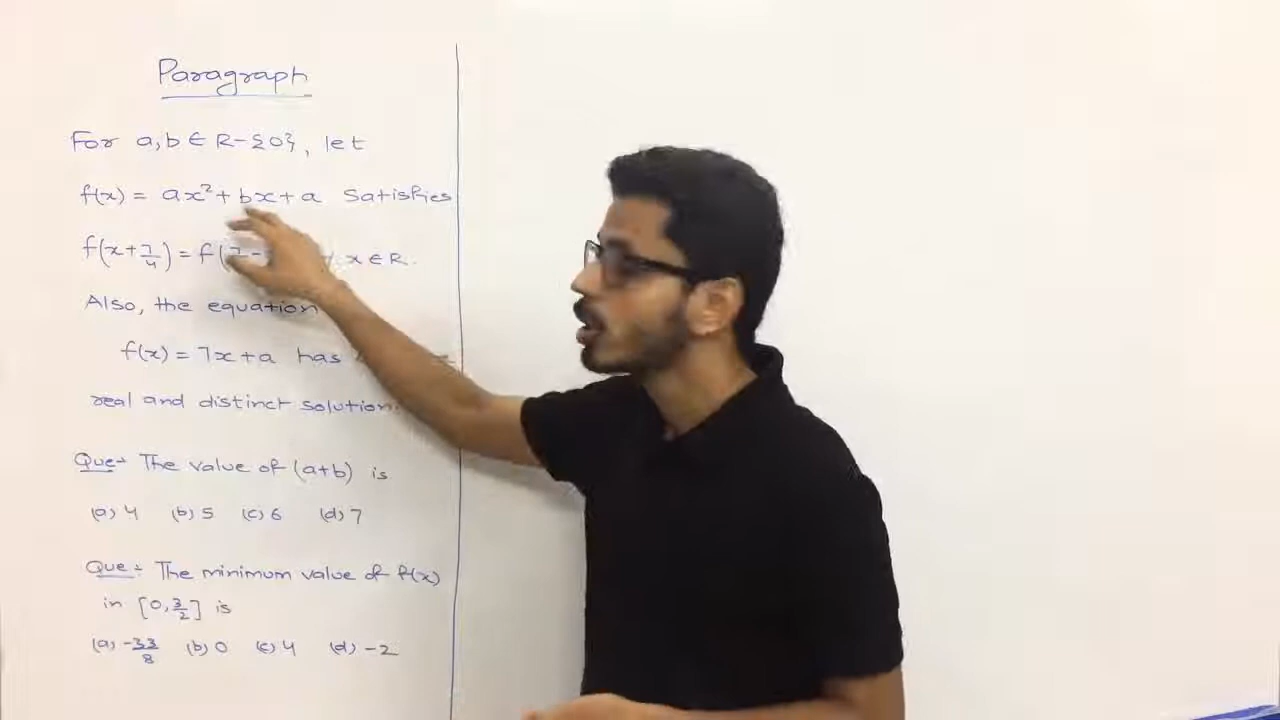 Paragraph
For a,b ∈ R-{0}, let
f(x) = ax²+bx+a satisfies
f(x+7/4) = f(7/4- x ∈ R.
Also, the equation
f(x) = 7x+a has
real and distinct solution.
Que:- The value of (a+b) is
(a) 4 (b) 5 (c) 6 (d) 7
Que:- The minimum value of f(x)
in [0,3/2] is
(a) -33/8 (b) 0 (c) 4 (d) -2